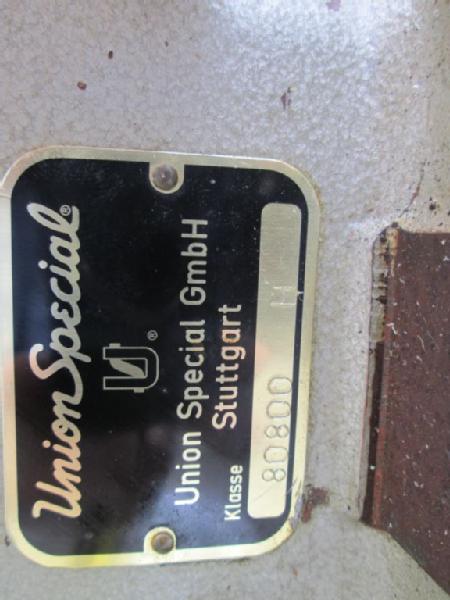 Union Special®
U®
Union Special GmbH
Stuttgart
Klasse 80800 H